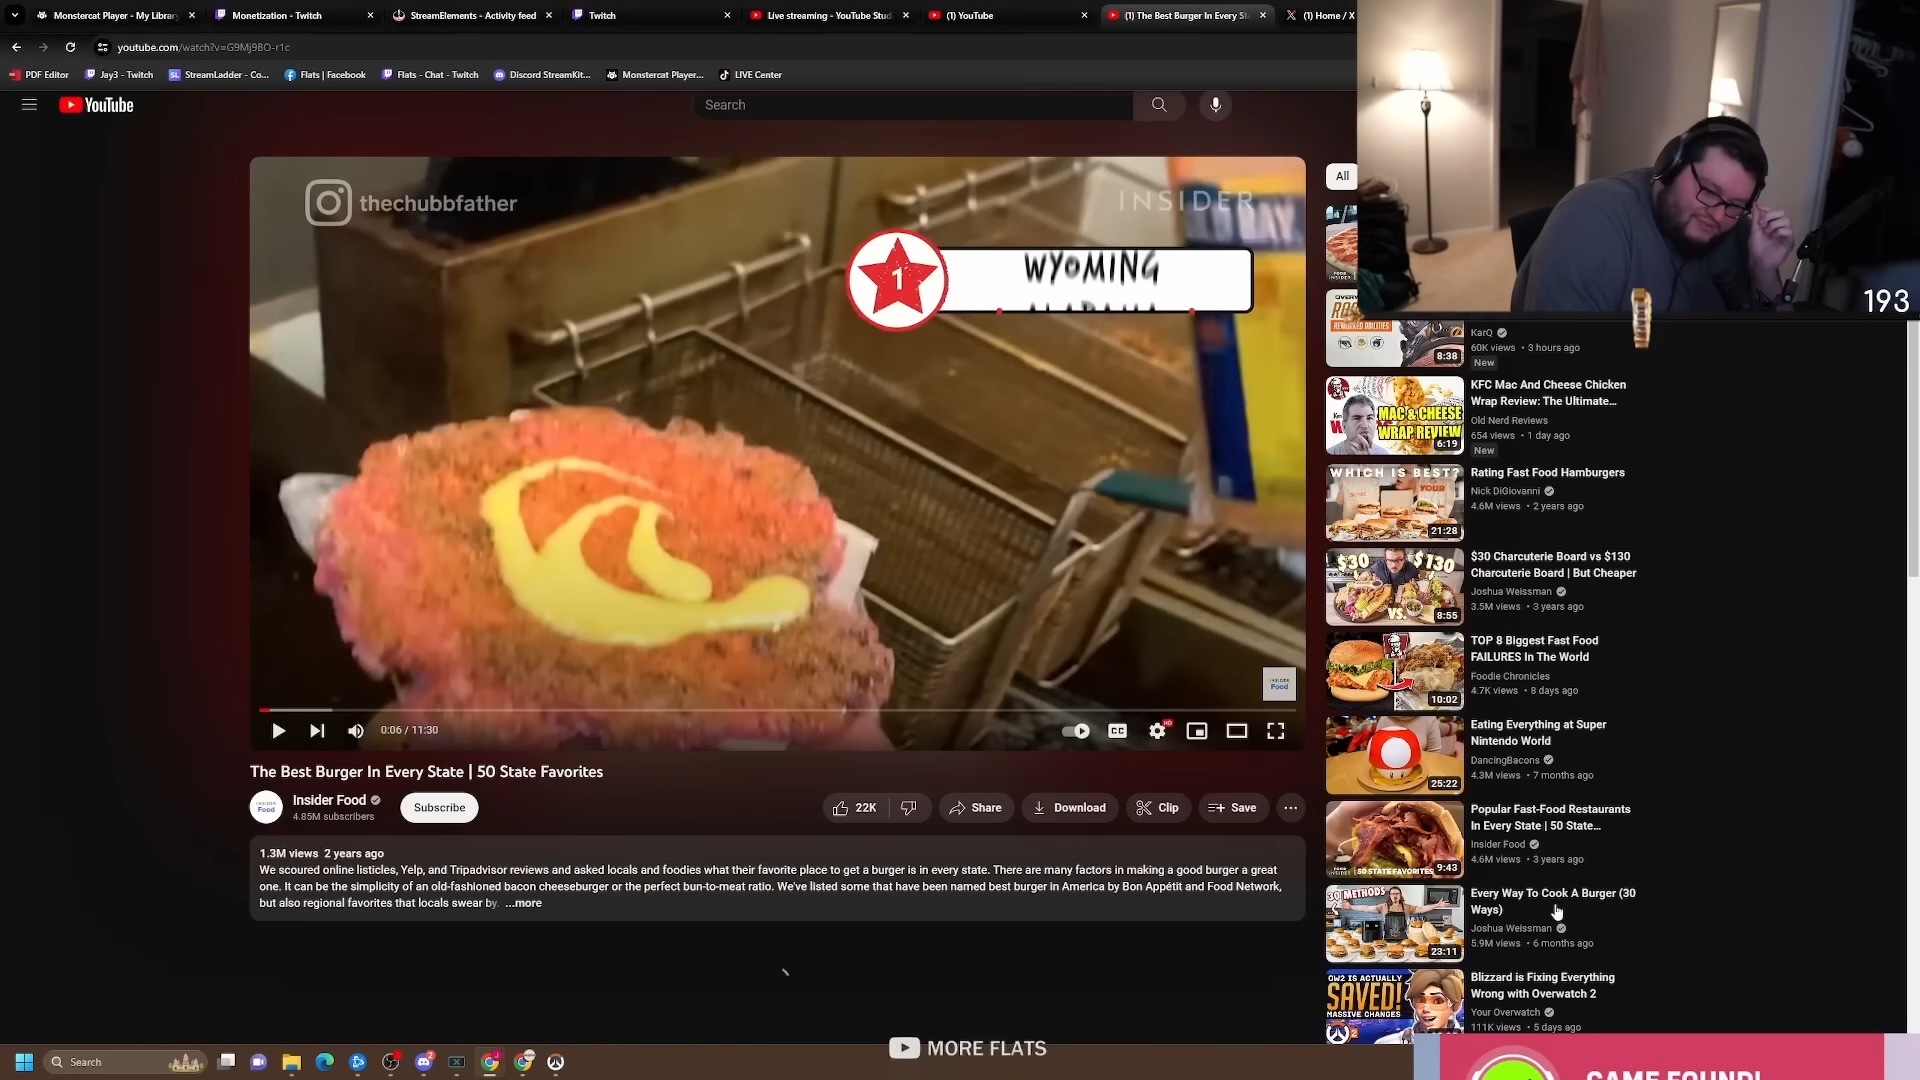 Monstercat Player - My Library
Monetization - Twitch
StreamElements - Activity feed
Twitch
Live streaming - YouTube Stud
(1) YouTube
(1) The Best Burger In Every St
(1) Home / X
youtube.com/watch?v=G9Mj9BO-r1c
PDF Editor
Jay3 - Twitch
StreamLadder - Co...
Flats | Facebook
Flats - Chat - Twitch
Discord StreamKit...
Monstercat Player...
LIVE Center
YouTube
Search
thechubbfather
INSIDER
1
WYOMING
All
193
KarQ
60K views • 3 hours ago
New
8:38
KFC Mac And Cheese Chicken
Wrap Review: The Ultimate...
Old Nerd Reviews
654 views • 1 day ago
New
MAC & CHEESE
WRAP REVIEW
6:19
WHICH IS BEST?
Rating Fast Food Hamburgers
Nick DiGiovanni
4.6M views • 2 years ago
21:28
$30 $130
VS.
$30 Charcuterie Board vs $130
Charcuterie Board | But Cheaper
Joshua Weissman
3.5M views • 3 years ago
8:55
TOP 8 Biggest Fast Food
FAILURES In The World
Foodie Chronicles
4.7K views • 8 days ago
10:02
Eating Everything at Super
Nintendo World
DancingBacons
4.3M views • 7 months ago
25:22
Popular Fast-Food Restaurants
In Every State | 50 State...
Insider Food
4.6M views • 3 years ago
50 STATE FAVORITES
9:43
30 METHODS
Every Way To Cook A Burger (30
Ways)
Joshua Weissman
5.9M views • 6 months ago
23:11
OW2 IS ACTUALLY
SAVED!
MASSIVE CHANGES
Blizzard is Fixing Everything
Wrong with Overwatch 2
Your Overwatch
111K views • 5 days ago
INSIDER
Food
0:06 / 11:30
CC
HD
The Best Burger In Every State | 50 State Favorites
Insider Food
4.85M subscribers
Subscribe
22K
Share
Download
Clip
Save
1.3M views 2 years ago
We scoured online listicles, Yelp, and Tripadvisor reviews and asked locals and foodies what their favorite place to get a burger is in every state. There are many factors in making a good burger a great
one. It can be the simplicity of an old-fashioned bacon cheeseburger or the perfect bun-to-meat ratio. We've listed some that have been named best burger in America by Bon Appétit and Food Network,
but also regional favorites that locals swear by. ...more
Search
MORE FLATS
GAME FOUND!